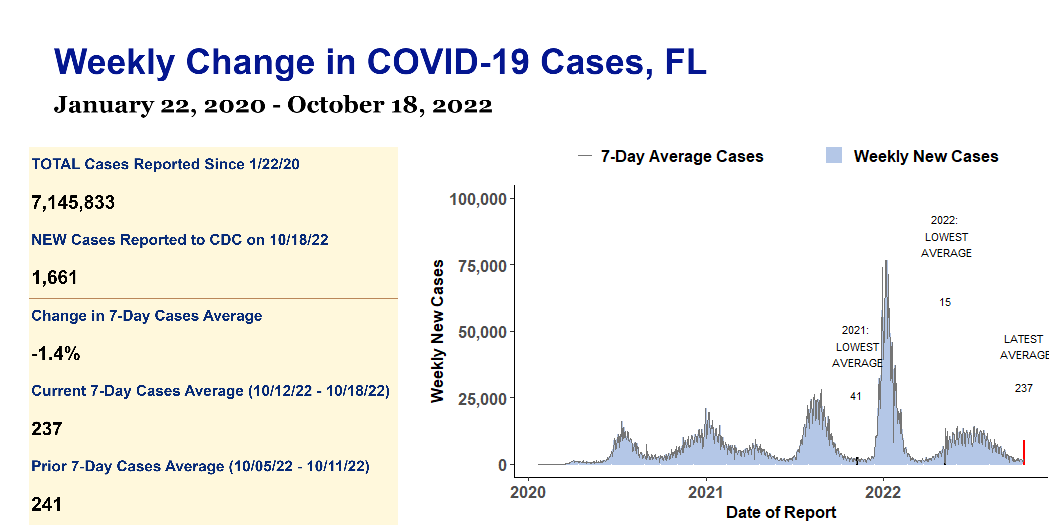 Weekly Change in COVID-19 Cases, FL
January 22, 2020 - October 18, 2022
TOTAL Cases Reported Since 1/22/20
7,145,833
NEW Cases Reported to CDC on 10/18/22
1,661
Change in 7-Day Cases Average
-1.4%
Current 7-Day Cases Average (10/12/22 - 10/18/22)
237
Prior 7-Day Cases Average (10/05/22 - 10/11/22)
241
7-Day Average Cases
Weekly New Cases
Weekly New Cases
100,000
75,000
50,000
25,000
0
2021:
LOWEST
AVERAGE
41
2022:
LOWEST
AVERAGE
15
LATEST
AVERAGE
237
2020
2021
2022
Date of Report